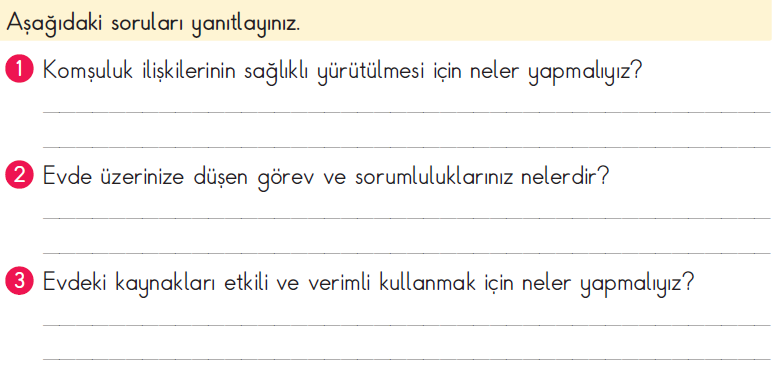 Aşağıdaki soruları yanıtlayınız.
1 Komşuluk ilişkilerinin sağlıklı yürütülmesi için neler yapmalıyız?
2 Evde üzerinize düşen görev ve sorumluluklarınız nelerdir?
3 Evdeki kaynakları etkili ve verimli kullanmak için neler yapmalıyız?